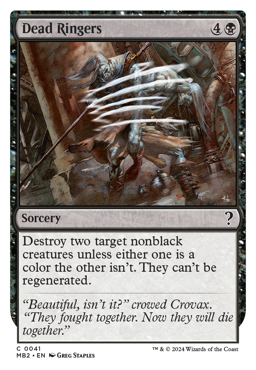 Dead Ringers 4
Sorcery ?
Destroy two target nonblack
creatures unless either one is a
color the other isn't. They can't be
regenerated.
“Beautiful, isn't it?” crowed Crovax.
“They fought together. Now they will die
together.”
C 0041
MB2 • EN Greg Staples
™ & © 2024 Wizards of the Coast